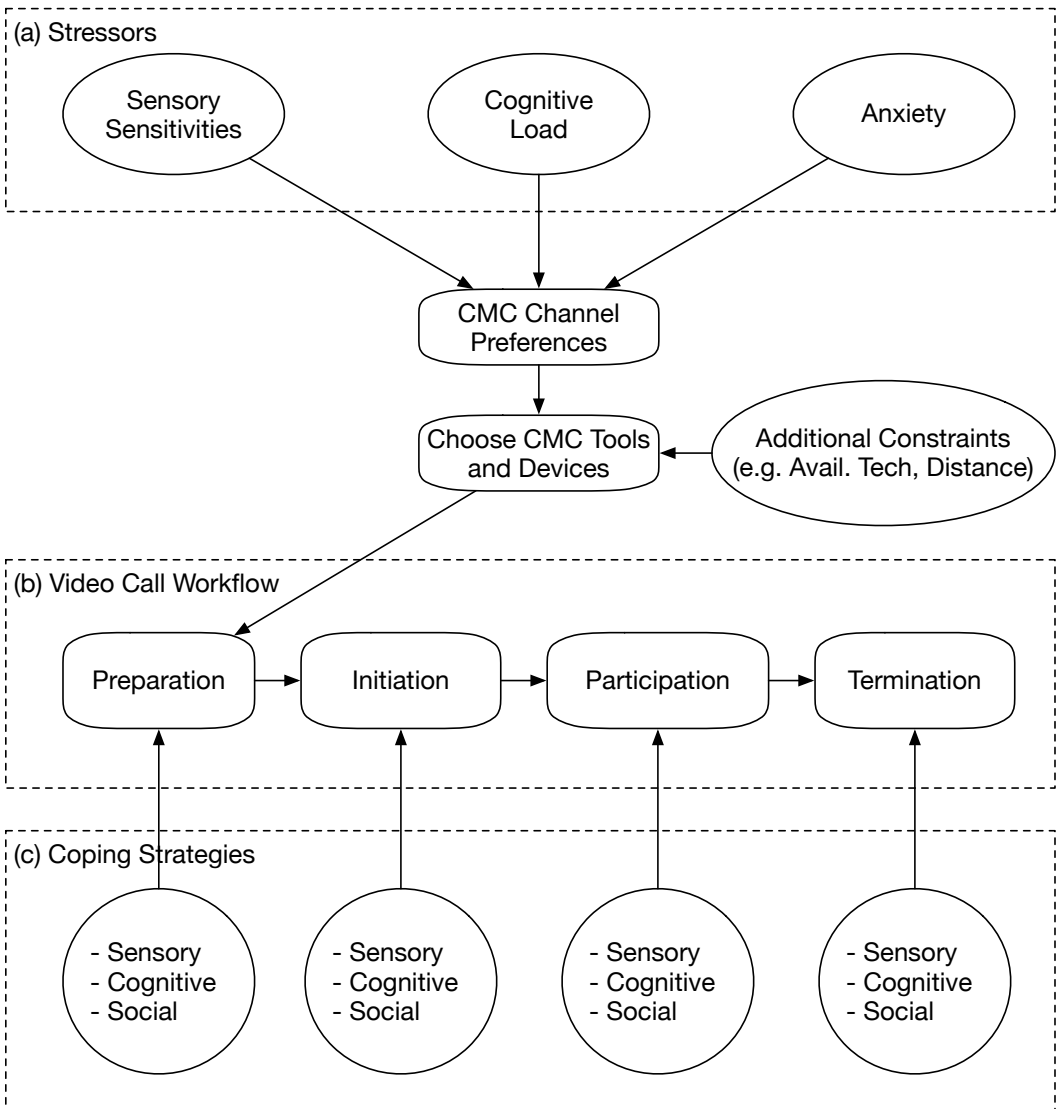 (a) Stressors
Sensory
Sensitivities
Cognitive
Load
Anxiety
CMC Channel
Preferences
Choose CMC Tools
and Devices
Additional Constraints
(e.g. Avail. Tech, Distance)
(b) Video Call Workflow
Preparation
Initiation
Participation
Termination
(c) Coping Strategies
- Sensory
- Cognitive
- Social
- Sensory
- Cognitive
- Social
- Sensory
- Cognitive
- Social
- Sensory
- Cognitive
- Social